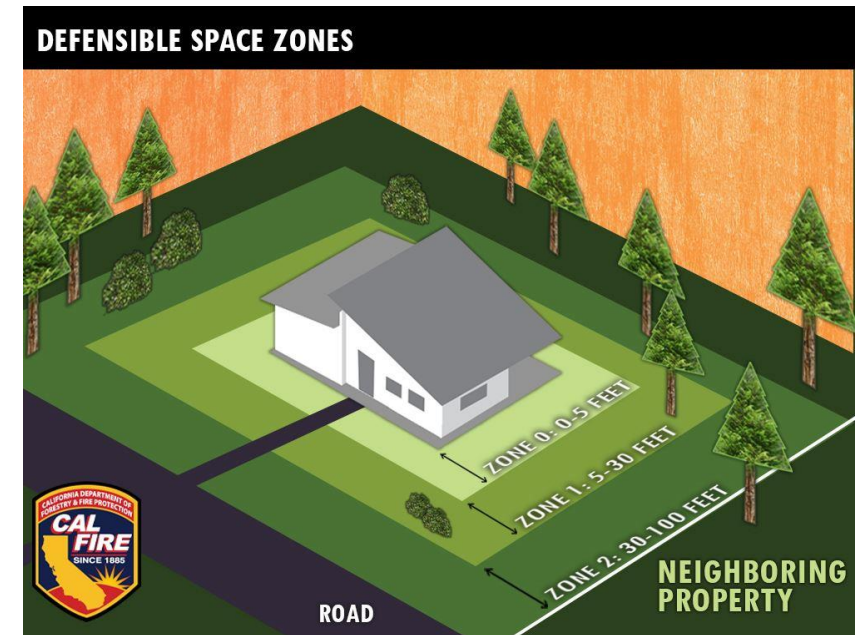 DEFENSIBLE SPACE ZONES
ZONE 0: 0-5 FEET
ZONE 1: 5-30 FEET
ZONE 2: 30-100 FEET
NEIGHBORING
PROPERTY
ROAD
CALIFORNIA DEPARTMENT OF
FORESTRY & FIRE PROTECTION
CAL
FIRE
SINCE 1885